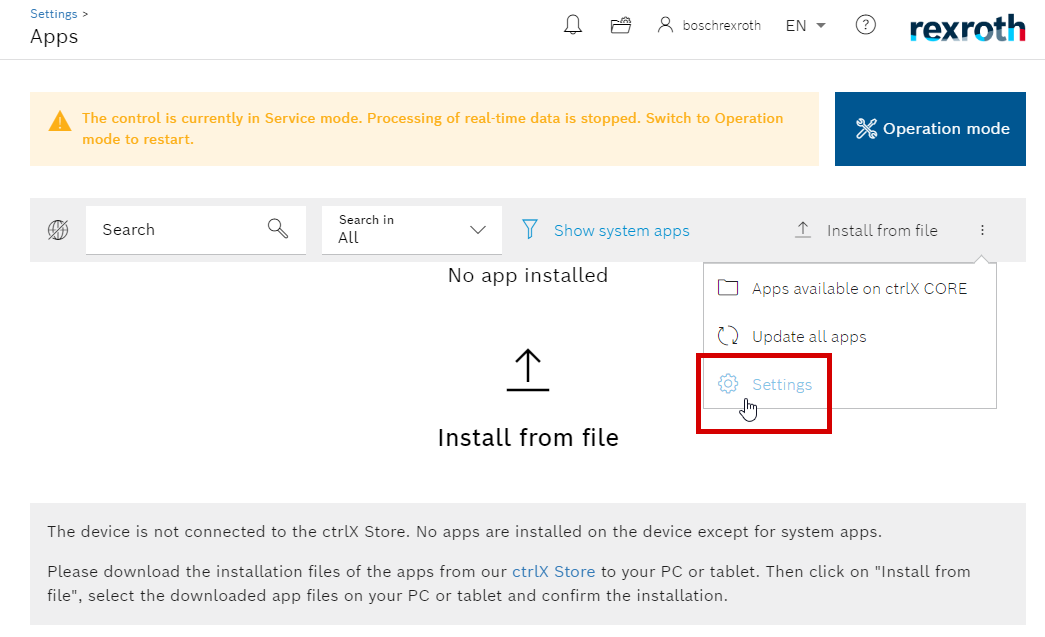 Settings >
Apps
boschrexroth
EN
?
rexroth
The control is currently in Service mode. Processing of real-time data is stopped. Switch to Operation
mode to restart.
Operation mode
Search
Search in
All
Show system apps
Install from file
No app installed
Apps available on ctrlX CORE
Update all apps
Settings
Install from file
The device is not connected to the ctrlX Store. No apps are installed on the device except for system apps.
Please download the installation files of the apps from our ctrlX Store to your PC or tablet. Then click on "Install from
file", select the downloaded app files on your PC or tablet and confirm the installation.